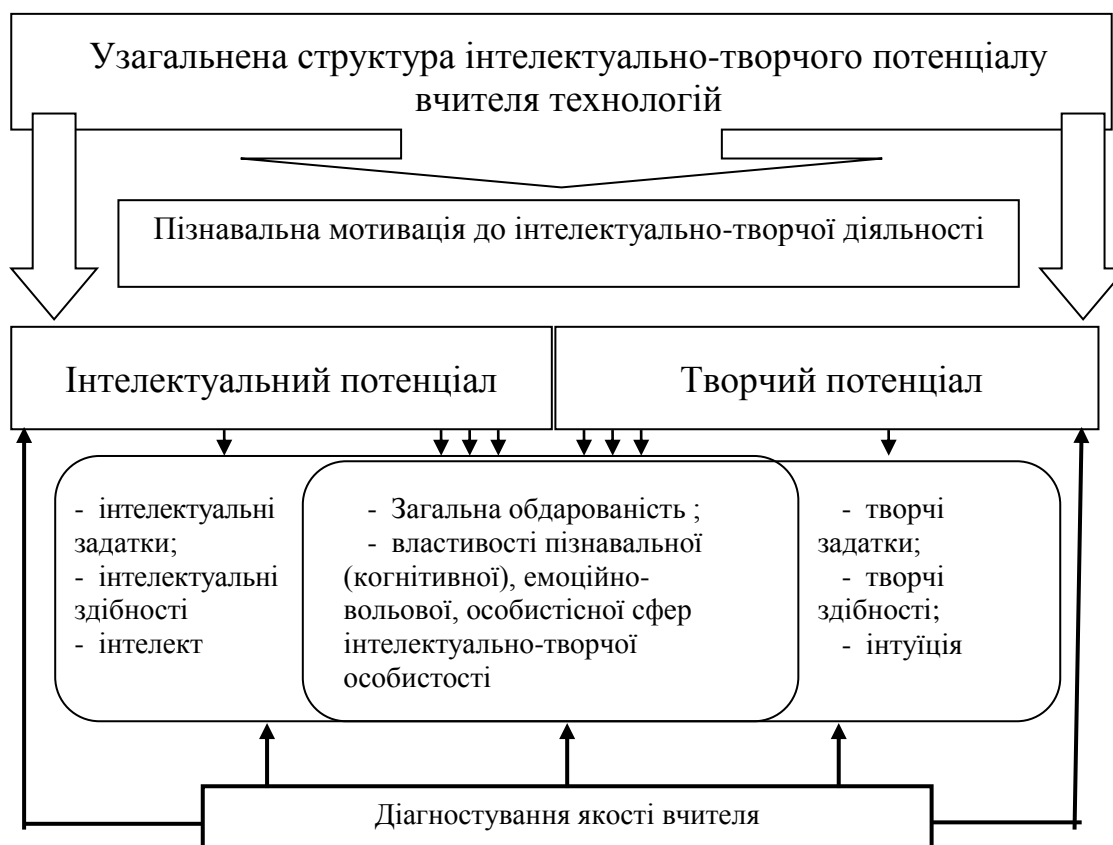 Узагальнена структура інтелектуально-творчого потенціалу
вчителя технологій
Пізнавальна мотивація до інтелектуально-творчої діяльності
Інтелектуальний потенціал
Творчий потенціал
- інтелектуальні
задатки;
- інтелектуальні
здібності
- інтелект
- Загальна обдарованість ;
- властивості пізнавальної
(когнітивної), емоційно-
вольової, особистісної сфер
інтелектуально-творчої
особистості
- творчі
задатки;
- творчі
здібності;
- інтуїція
Діагностування якості вчителя